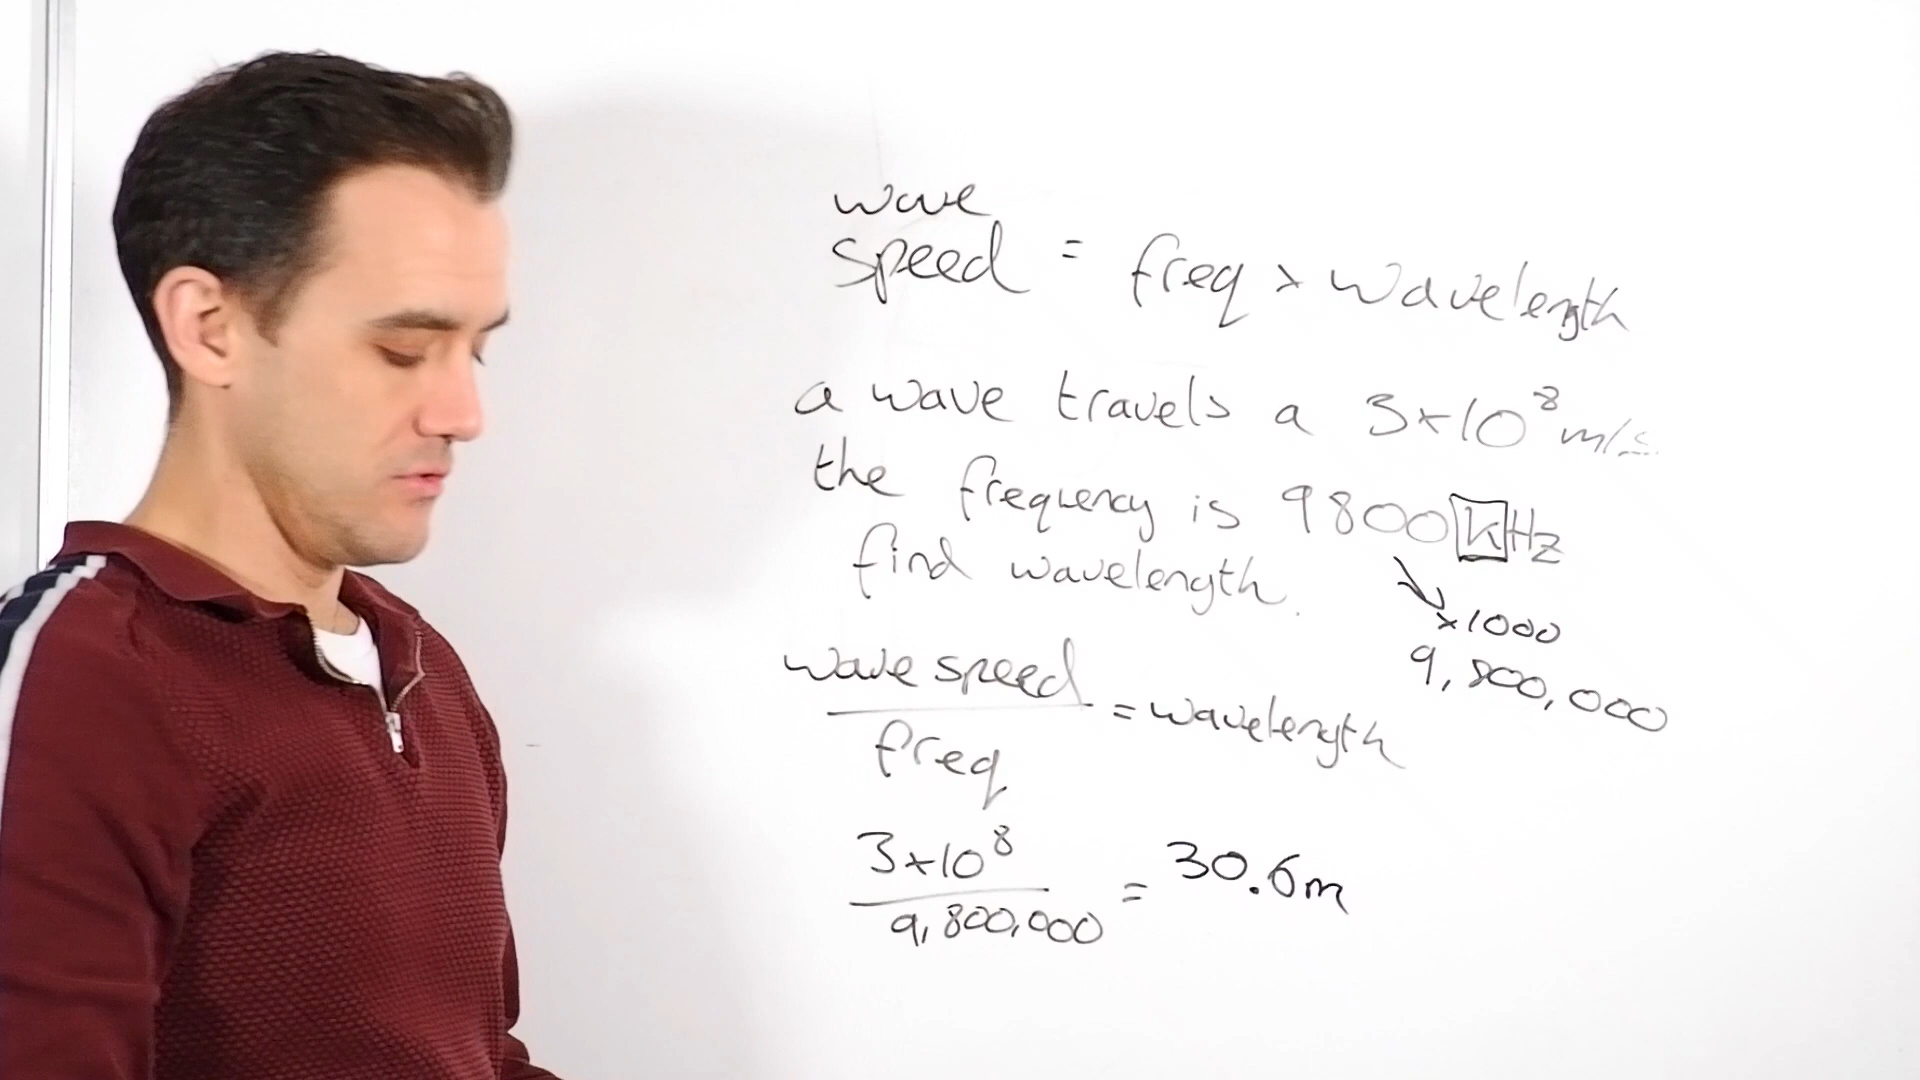 wave
speed = freq × wavelength
a wave travels a 3×10⁸ m/s
the frequency is 9800 kHz
find wavelength.
×1000
9,800,000
wave speed
= wavelength
freq
3×10⁸
= 30.6m
9,800,000